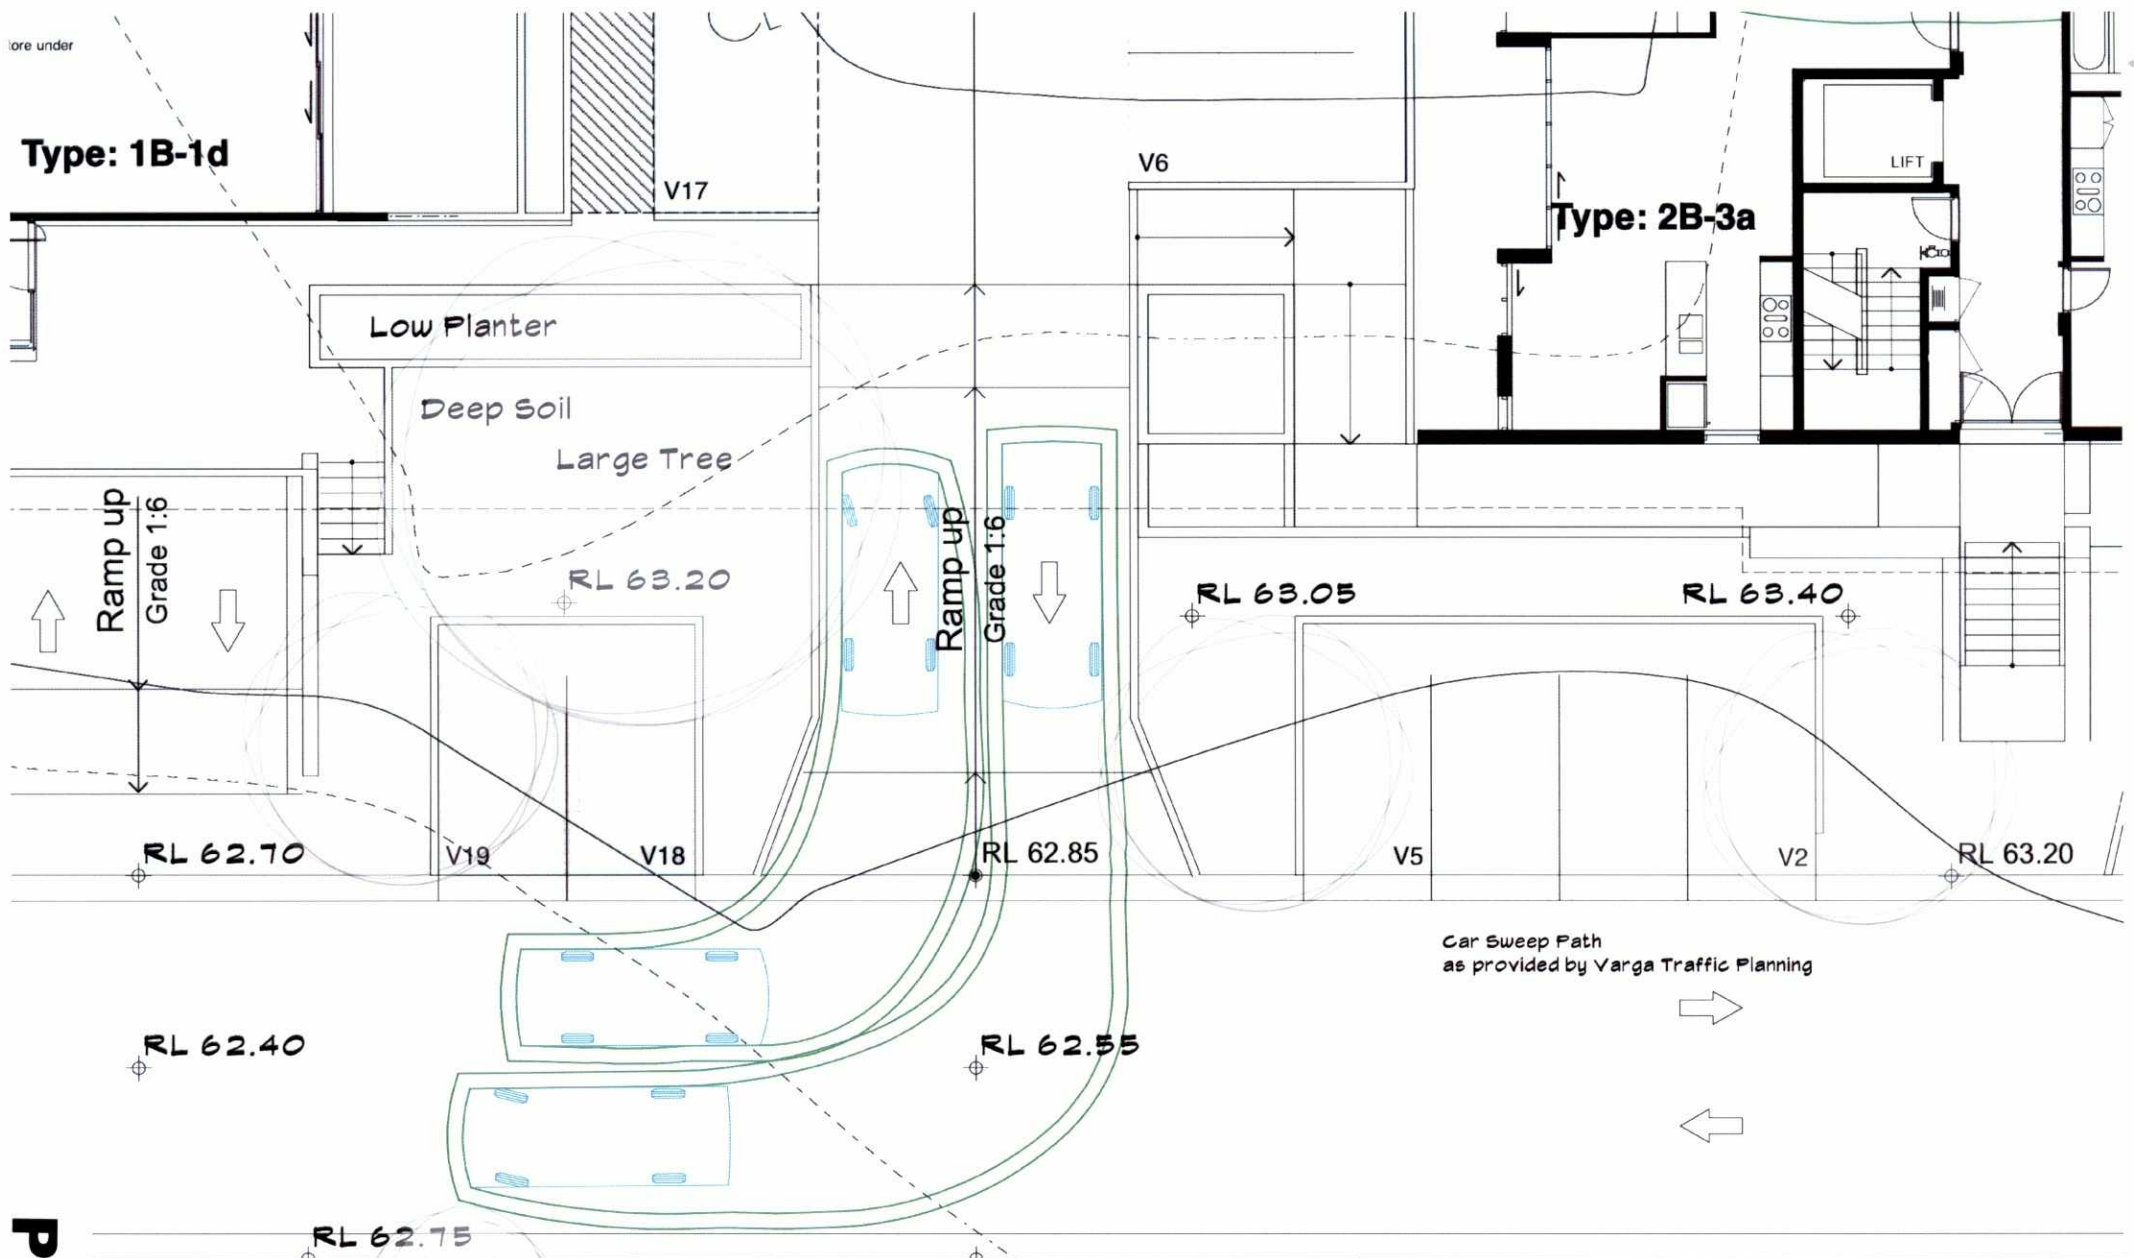 ore under
Type: 1B-1d
V17
V6
LIFT
Type: 2B-3a
Low Planter
Deep Soil
Large Tree
Ramp up
Grade 1:6
Ramp up
Grade 1:6
RL 63.20
RL 63.05
RL 63.40
RL 62.70
V19
V18
RL 62.85
V5
V2
RL 63.20
Car Sweep Path
as provided by Varga Traffic Planning
RL 62.40
RL 62.55
P
RL 62.75